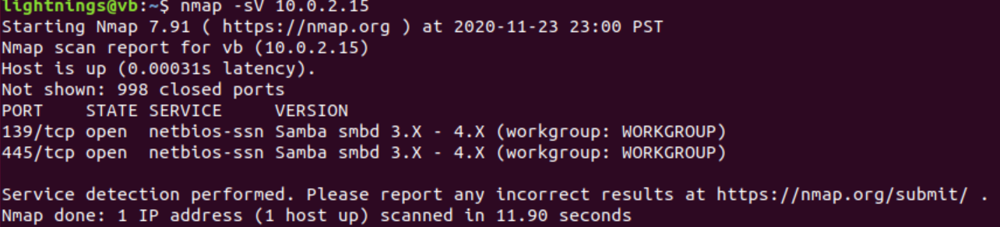 lightnings@vb:~$ nmap -sV 10.0.2.15
Starting Nmap 7.91 ( https://nmap.org ) at 2020-11-23 23:00 PST
Nmap scan report for vb (10.0.2.15)
Host is up (0.00031s latency).
Not shown: 998 closed ports
PORT    STATE SERVICE     VERSION
139/tcp open  netbios-ssn Samba smbd 3.X - 4.X (workgroup: WORKGROUP)
445/tcp open  netbios-ssn Samba smbd 3.X - 4.X (workgroup: WORKGROUP)

Service detection performed. Please report any incorrect results at https://nmap.org/submit/ .
Nmap done: 1 IP address (1 host up) scanned in 11.90 seconds